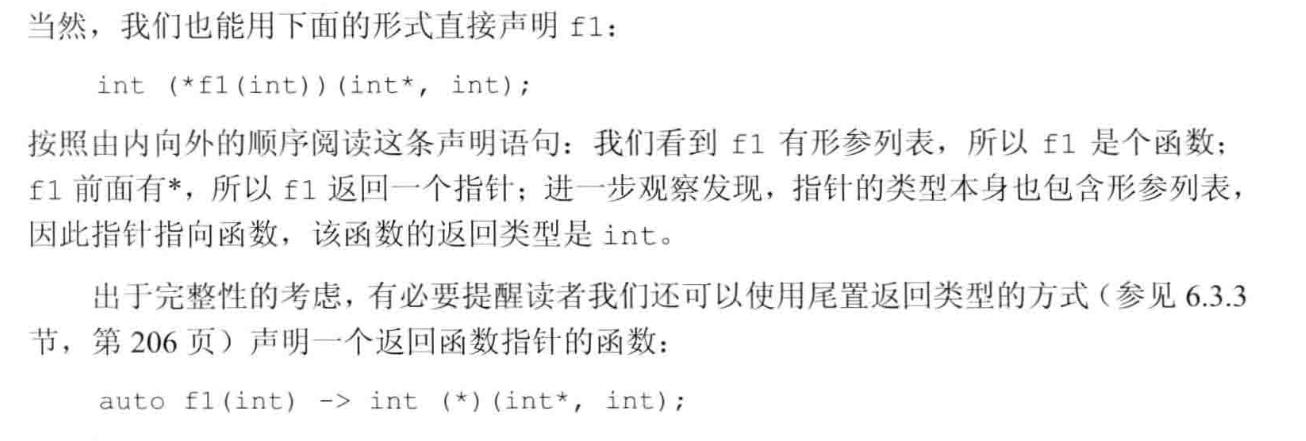 当然，我们也能用下面的形式直接声明 f1：
int (*f1(int))(int*, int);
按照由内向外的顺序阅读这条声明语句：我们看到 f1 有形参列表，所以 f1 是个函数；
f1 前面有*，所以 f1 返回一个指针；进一步观察发现，指针的类型本身也包含形参列表，
因此指针指向函数，该函数的返回类型是 int。
出于完整性的考虑，有必要提醒读者我们还可以使用尾置返回类型的方式（参见 6.3.3
节，第 206 页）声明一个返回函数指针的函数：
auto f1(int) -> int (*)(int*, int);